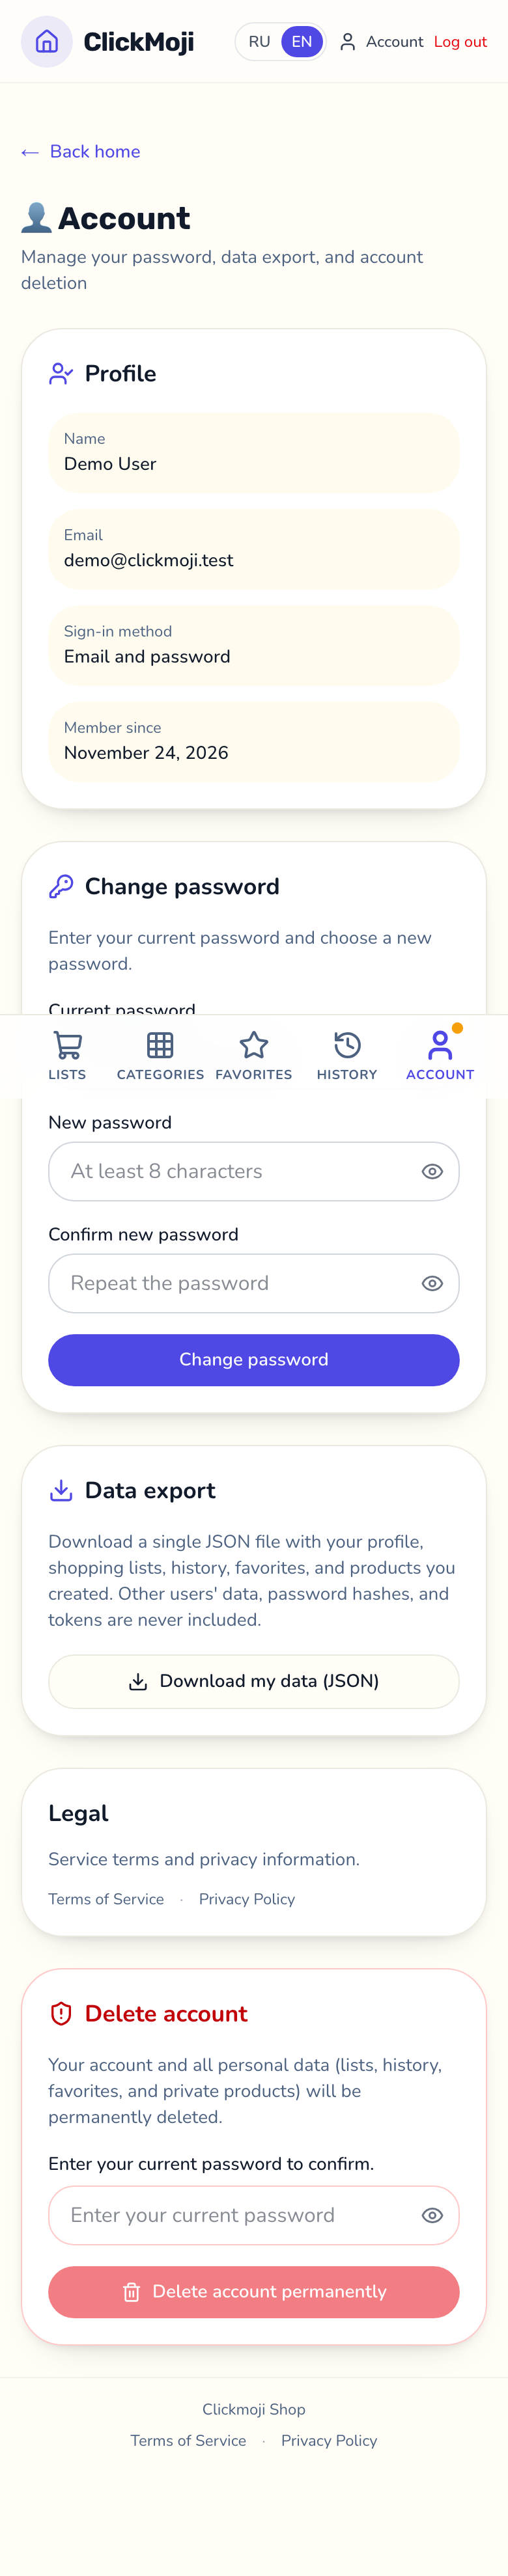 ClickMoji
RU EN
Account
Log out
← Back home
Account
Manage your password, data export, and account
deletion
Profile
Name
Demo User
Email
demo@clickmoji.test
Sign-in method
Email and password
Member since
November 24, 2026
Change password
Enter your current password and choose a new
password.
Current password
LISTS
CATEGORIES
FAVORITES
HISTORY
ACCOUNT
New password
At least 8 characters
Confirm new password
Repeat the password
Change password
Data export
Download a single JSON file with your profile,
shopping lists, history, favorites, and products you
created. Other users' data, password hashes, and
tokens are never included.
Download my data (JSON)
Legal
Service terms and privacy information.
Terms of Service · Privacy Policy
Delete account
Your account and all personal data (lists, history,
favorites, and private products) will be
permanently deleted.
Enter your current password to confirm.
Enter your current password
Delete account permanently
Clickmoji Shop
Terms of Service · Privacy Policy